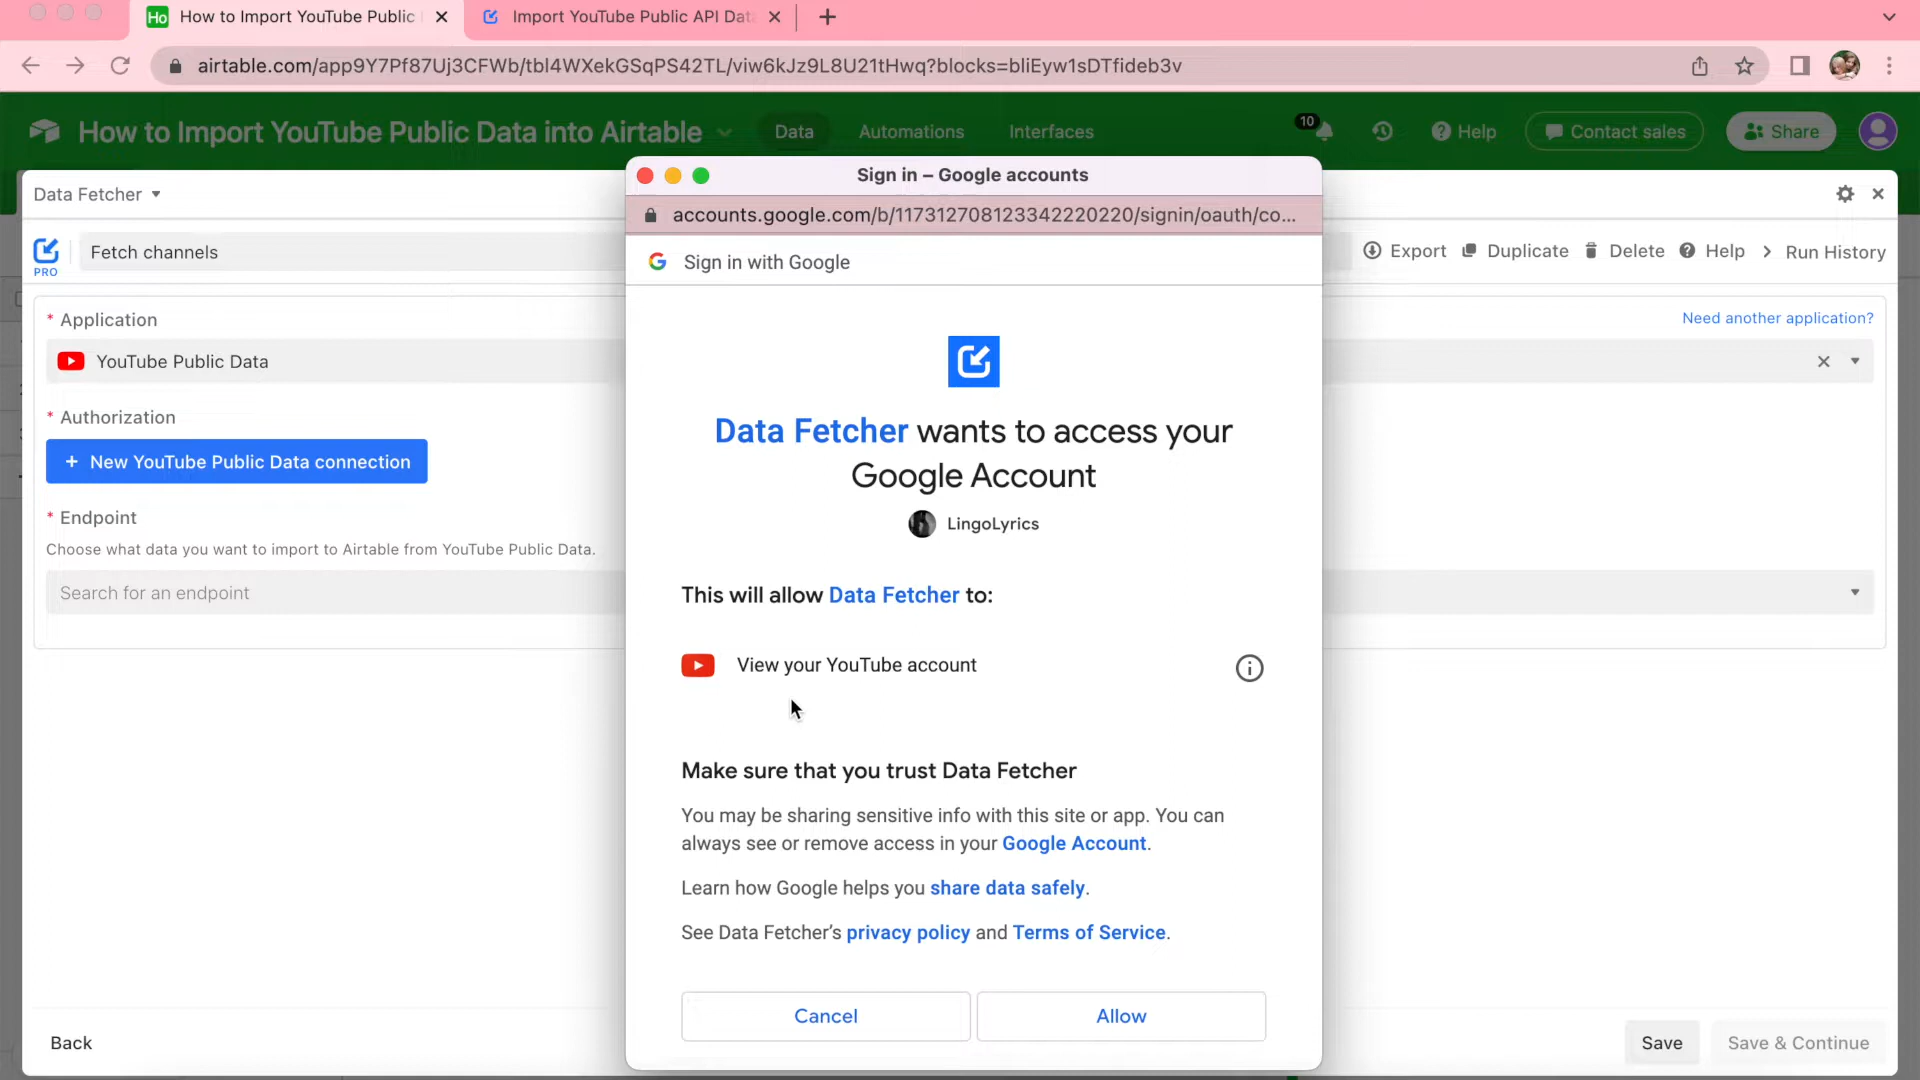 Ho How to Import YouTube Public
Import YouTube Public API Dat
airtable.com/app9Y7Pf87Uj3CFWb/tbl4WXekGSqPS42TL/viw6kJz9L8U21tHwq?blocks=bliEyw1sDTfideb3v
How to Import YouTube Public Data into Airtable
Data
Automations
Interfaces
10
Help
Contact sales
Share
Data Fetcher
PRO
Fetch channels
Export
Duplicate
Delete
Help
Run History
* Application
Need another application?
YouTube Public Data
* Authorization
+ New YouTube Public Data connection
* Endpoint
Choose what data you want to import to Airtable from YouTube Public Data.
Search for an endpoint
Back
Save
Save & Continue
Sign in – Google accounts
accounts.google.com/b/117312708123342220220/signin/oauth/co...
Sign in with Google
Data Fetcher wants to access your
Google Account
LingoLyrics
This will allow Data Fetcher to:
View your YouTube account
Make sure that you trust Data Fetcher
You may be sharing sensitive info with this site or app. You can
always see or remove access in your Google Account.
Learn how Google helps you share data safely.
See Data Fetcher's privacy policy and Terms of Service.
Cancel
Allow